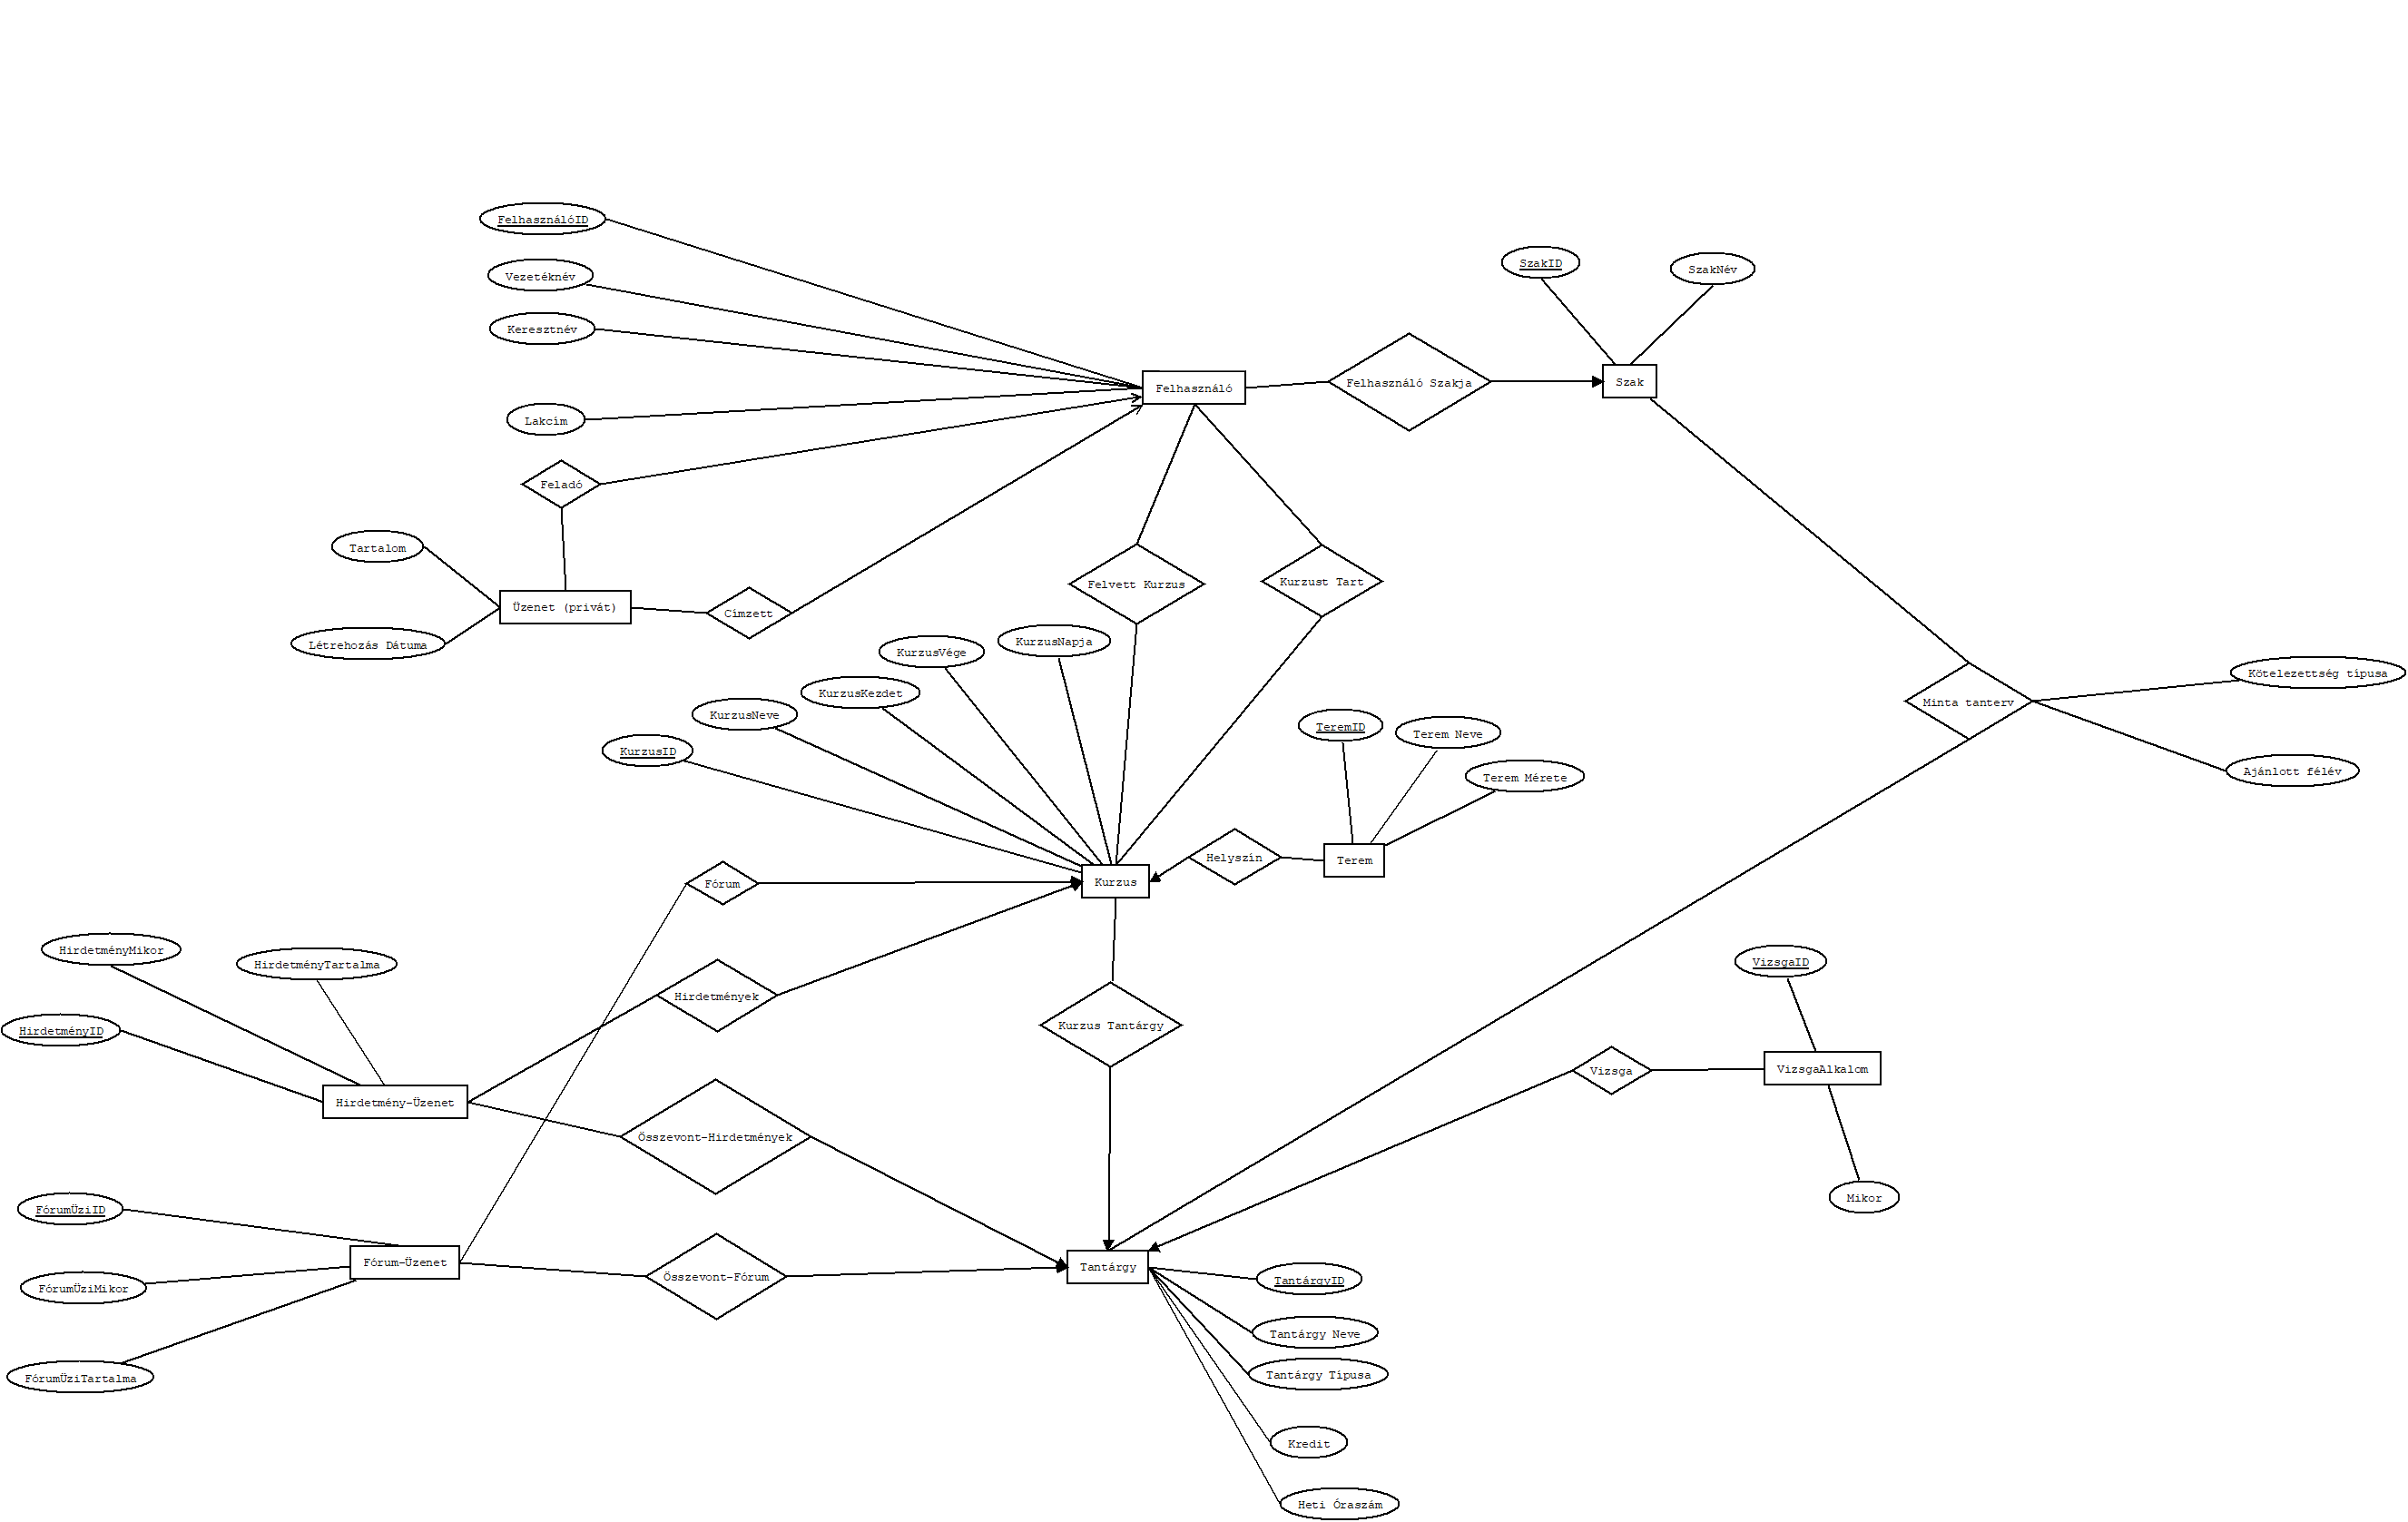 FelhasználóID
Vezetéknév
Keresztnév
Lakcím
Felhasználó
Felhasználó Szakja
SzakID
SzakNév
Szak
Feladó
Tartalom
Üzenet (privát)
Létrehozás Dátuma
Címzett
Felvett Kurzus
Kurzust Tart
Kötelezettség típusa
Minta tanterv
Ajánlott félév
KurzusNapja
KurzusVége
KurzusKezdet
KurzusNeve
KurzusID
TeremID
Terem Neve
Terem Mérete
Helyszín
Terem
Fórum
Kurzus
HirdetményMikor
HirdetményTartalma
HirdetményID
Hirdetmények
Kurzus Tantárgy
VizsgaID
Vizsga
VizsgaAlkalom
Mikor
Hirdetmény-Üzenet
Összevont-Hirdetmények
FórumÜziID
Fórum-Üzenet
FórumÜziMikor
FórumÜziTartalma
Összevont-Fórum
Tantárgy
TantárgyID
Tantárgy Neve
Tantárgy Típusa
Kredit
Heti Óraszám